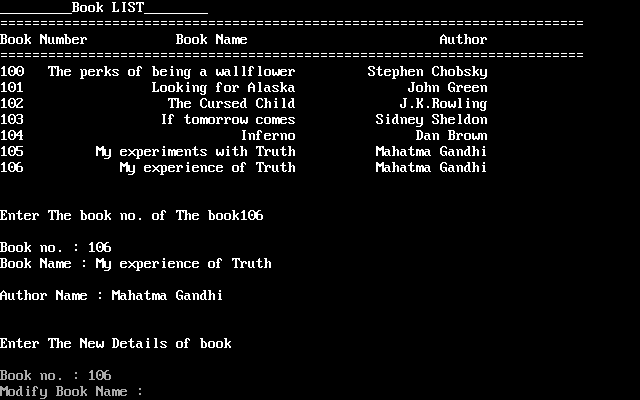 _________Book LIST________
=========================================================================
Book Number Book Name Author
=========================================================================
100 The perks of being a wallflower Stephen Chobsky
101 Looking for Alaska John Green
102 The Cursed Child J.K.Rowling
103 If tomorrow comes Sidney Sheldon
104 Inferno Dan Brown
105 My experiments with Truth Mahatma Gandhi
106 My experience of Truth Mahatma Gandhi
Enter The book no. of The book106
Book no. : 106
Book Name : My experience of Truth
Author Name : Mahatma Gandhi
Enter The New Details of book
Book no. : 106
Modify Book Name :